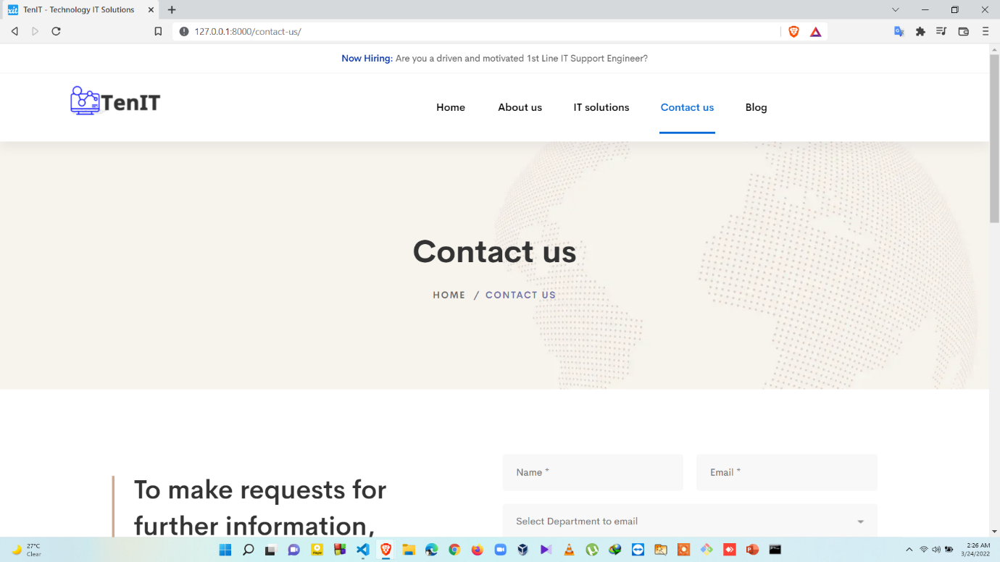 xit TenIT - Technology IT Solutions
127.0.0.1:8000/contact-us/
Now Hiring: Are you a driven and motivated 1st Line IT Support Engineer?
TenIT
Home About us IT solutions Contact us Blog
Contact us
HOME / CONTACT US
Name * Email *
To make requests for
Select Department to email
further information,
27°C
Clear
2:26 AM
3/24/2022